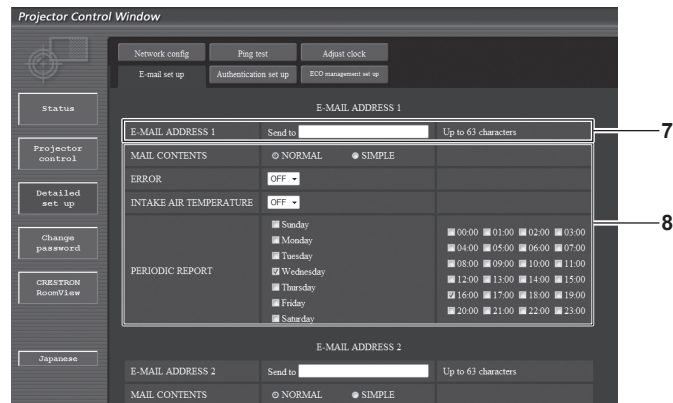 Projector Control Window
Network config Ping test Adjust clock
E-mail set up Authentication set up ECO management set up
Status
Projector control
Detailed set up
Change password
CRESTRON RoomView
Japanese
E-MAIL ADDRESS 1
E-MAIL ADDRESS 1 Send to Up to 63 characters
7
MAIL CONTENTS NORMAL SIMPLE
ERROR OFF
INTAKE AIR TEMPERATURE OFF
8
PERIODIC REPORT
Sunday
Monday
Tuesday
Wednesday
Thursday
Friday
Saturday
00:00 01:00 02:00 03:00
04:00 05:00 06:00 07:00
08:00 09:00 10:00 11:00
12:00 13:00 14:00 15:00
16:00 17:00 18:00 19:00
20:00 21:00 22:00 23:00
E-MAIL ADDRESS 2
E-MAIL ADDRESS 2 Send to Up to 63 characters
MAIL CONTENTS NORMAL SIMPLE